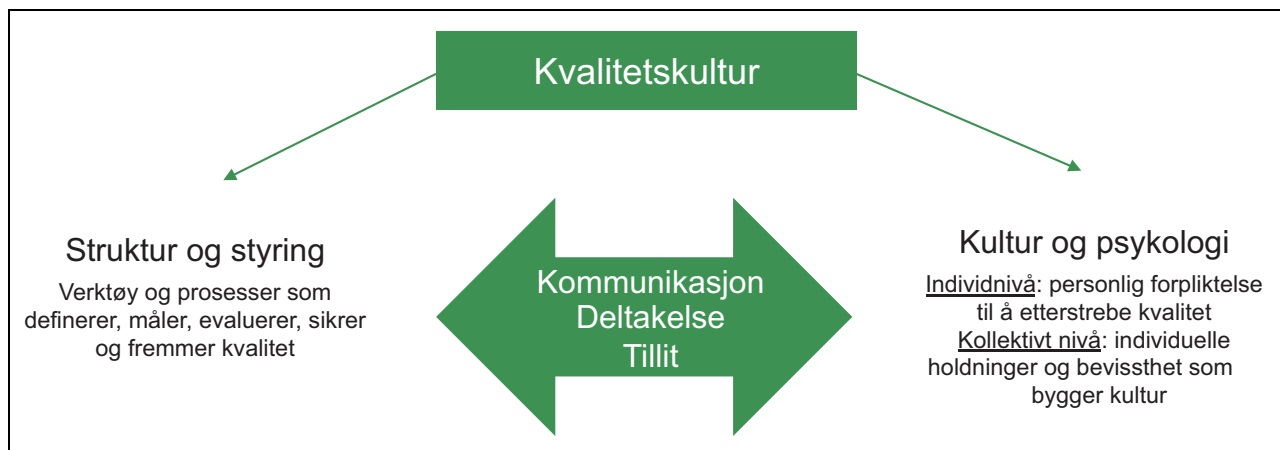 Kvalitetskultur
Struktur og styring
Verktøy og prosesser som
definerer, måler, evaluerer, sikrer
og fremmer kvalitet
Kommunikasjon
Deltakelse
Tillit
Kultur og psykologi
Individnivå: personlig forpliktelse
til å etterstrebe kvalitet
Kollektivt nivå: individuelle
holdninger og bevissthet som
bygger kultur